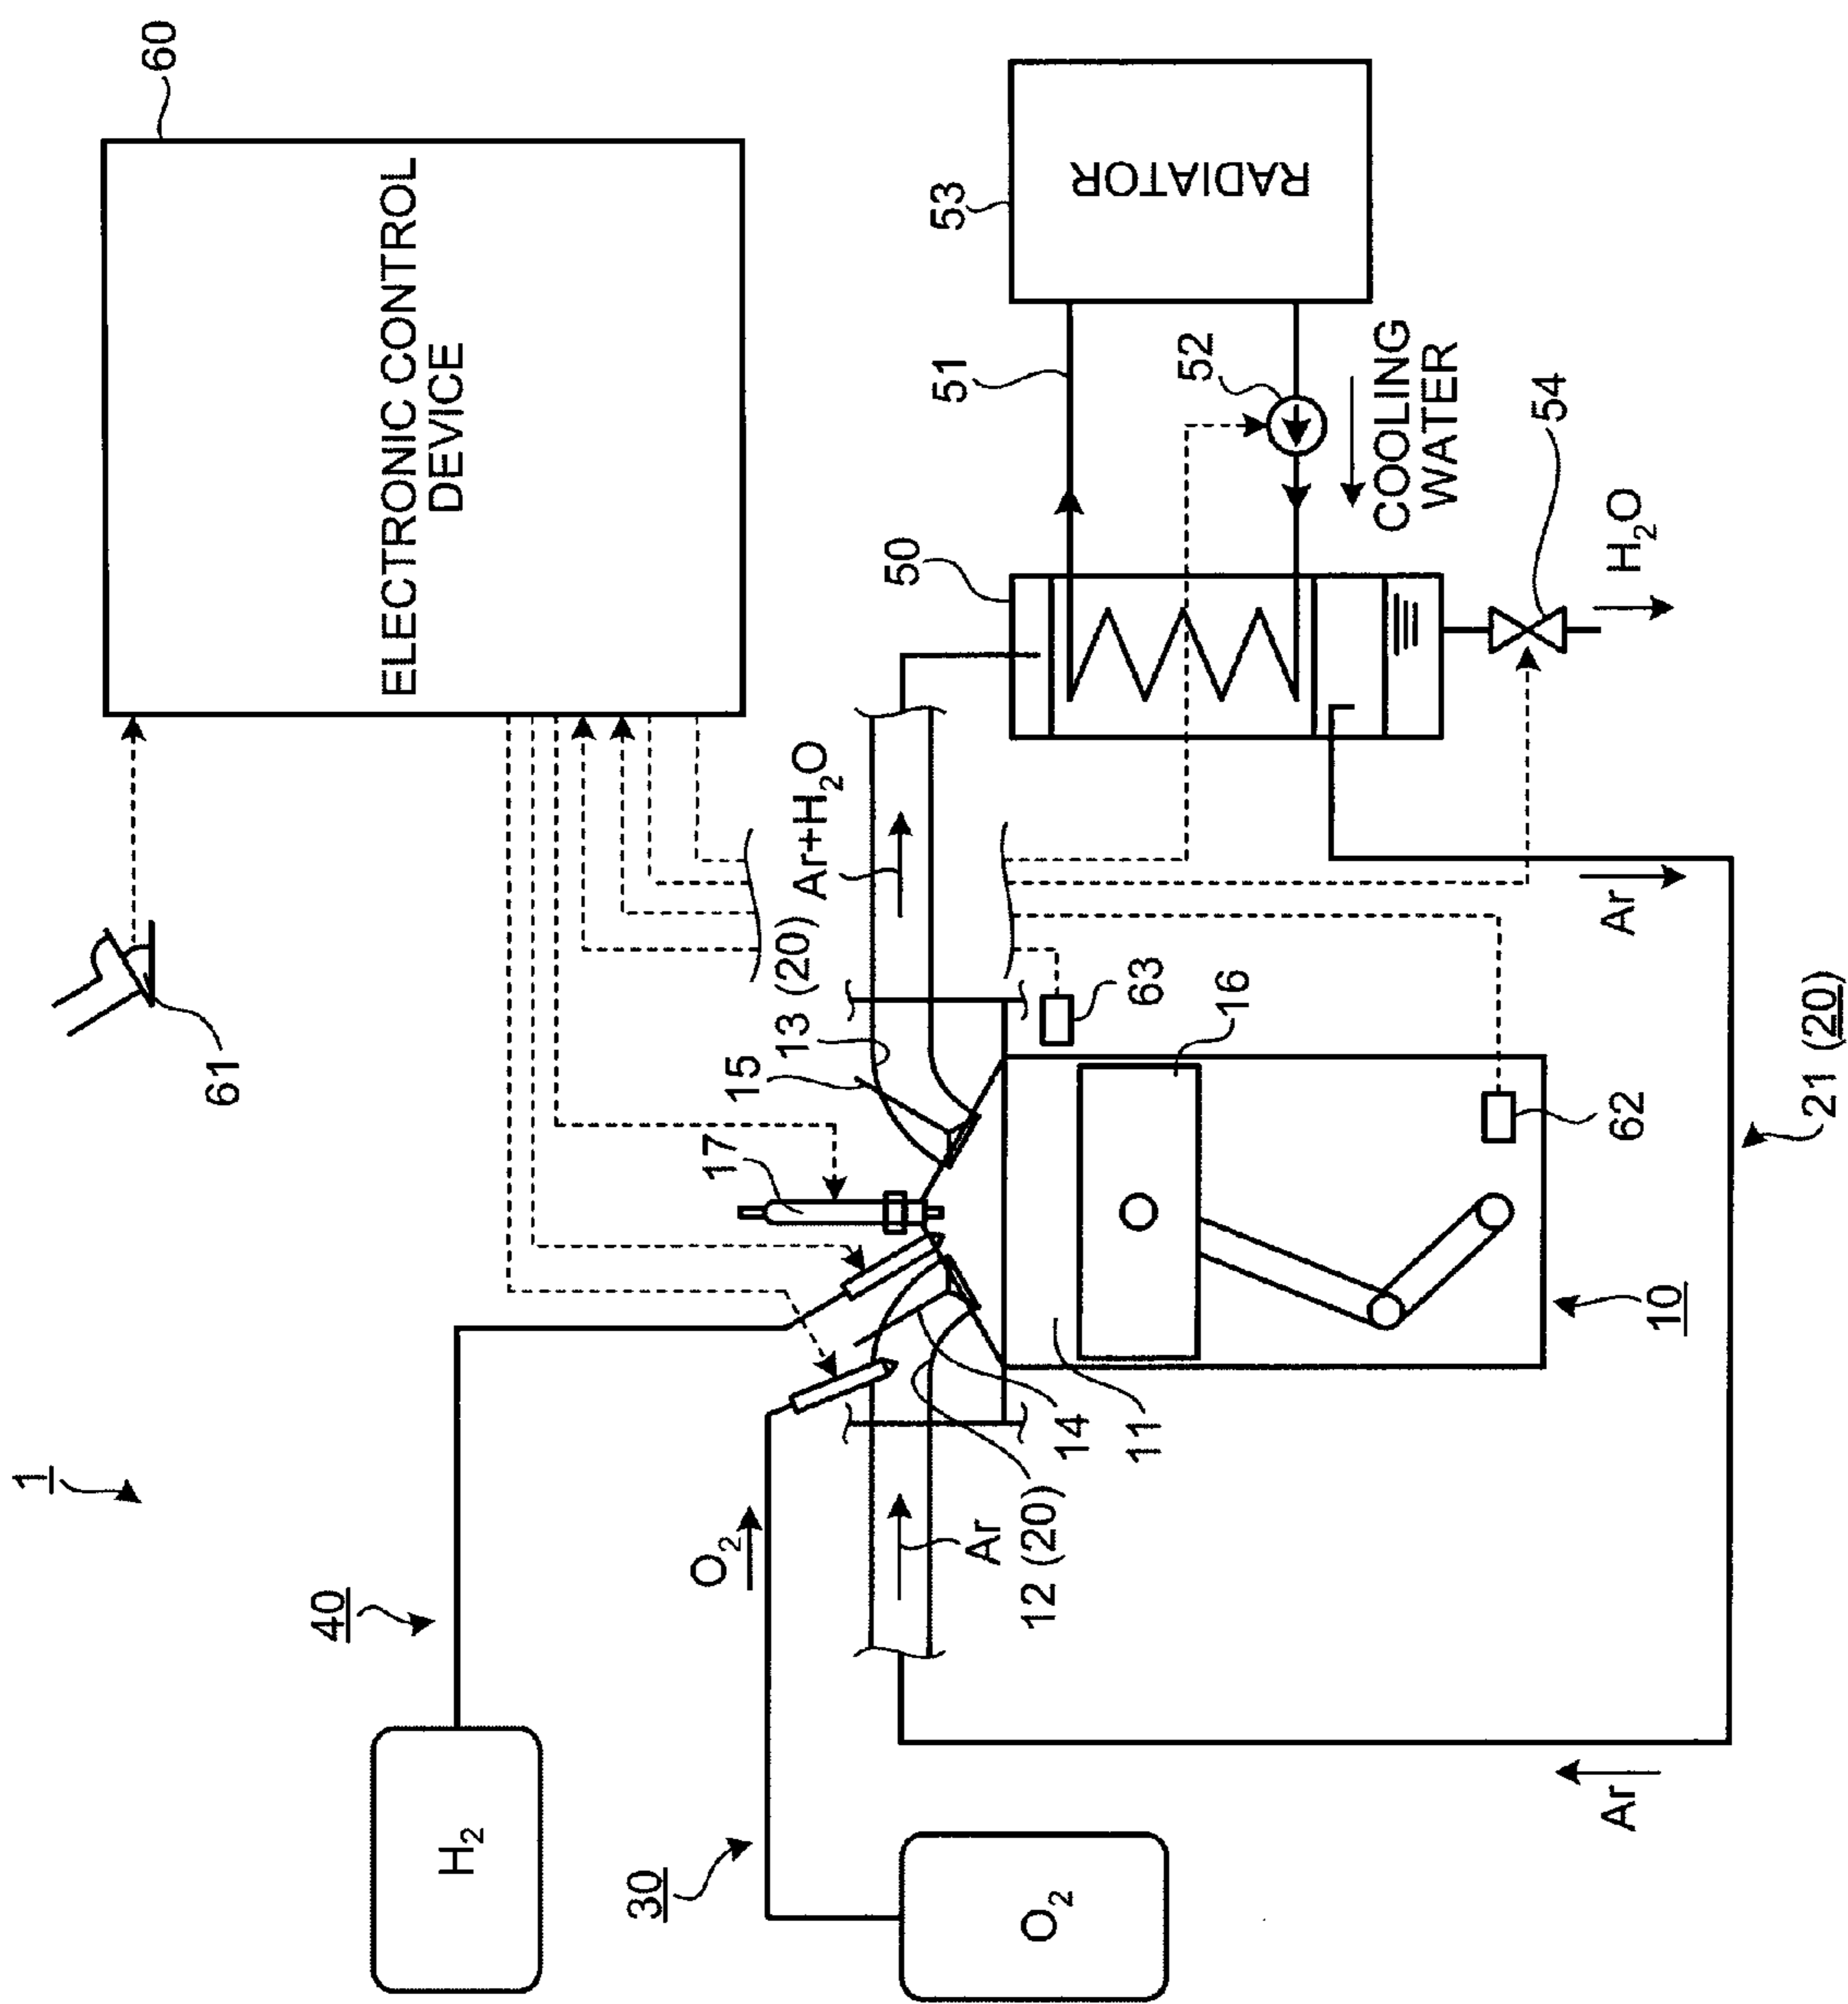 1
60
61
ELECTRONIC CONTROL
DEVICE
40
H2
30
O2
O2
17
15
13 (20)
Ar+H2O
50
51
53
RADIATOR
52
COOLING
WATER
54
H2O
Ar
12 (20)
14
11
63
16
62
10
Ar
21 (20)
Ar